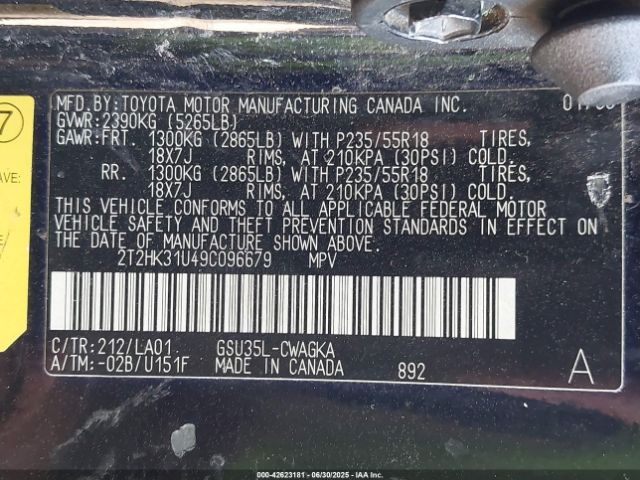 7
AVE:
MFD.BY:TOYOTA MOTOR MANUFACTURING CANADA INC.
GVWR:2390KG (5265LB)
GAWR:FRT. 1300KG (2865LB) WITH P235/55R18 TIRES,
18X7J RIMS, AT 210KPA (30PSI) COLD.
RR. 1300KG (2865LB) WITH P235/55R18 TIRES,
18X7J RIMS, AT 210KPA (30PSI) COLD.
THIS VEHICLE CONFORMS TO ALL APPLICABLE FEDERAL MOTOR
VEHICLE SAFETY AND THEFT PREVENTION STANDARDS IN EFFECT ON
THE DATE OF MANUFACTURE SHOWN ABOVE.
2T2HK31U49C096679 MPV
C/TR:212/LA01 GSU35L-CWAGKA
A/TM:-02B/U151F MADE IN CANADA 892 A
000-42623181 - 06/30/2025 - IAA Inc.